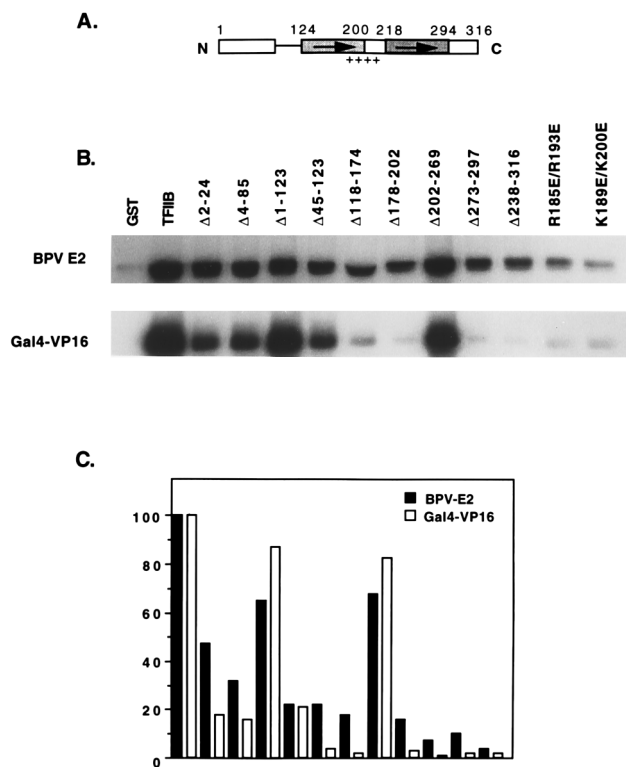 A.
1 124 200 218 294 316
N C
++++
B.
GST TFIIB Δ2-24 Δ4-85 Δ1-123 Δ45-123 Δ118-174 Δ178-202 Δ202-269 Δ273-297 Δ238-316 R185E/R193E K189E/K200E
BPV E2
Gal4-VP16
C.
BPV-E2
Gal4-VP16
100
80
60
40
20
0